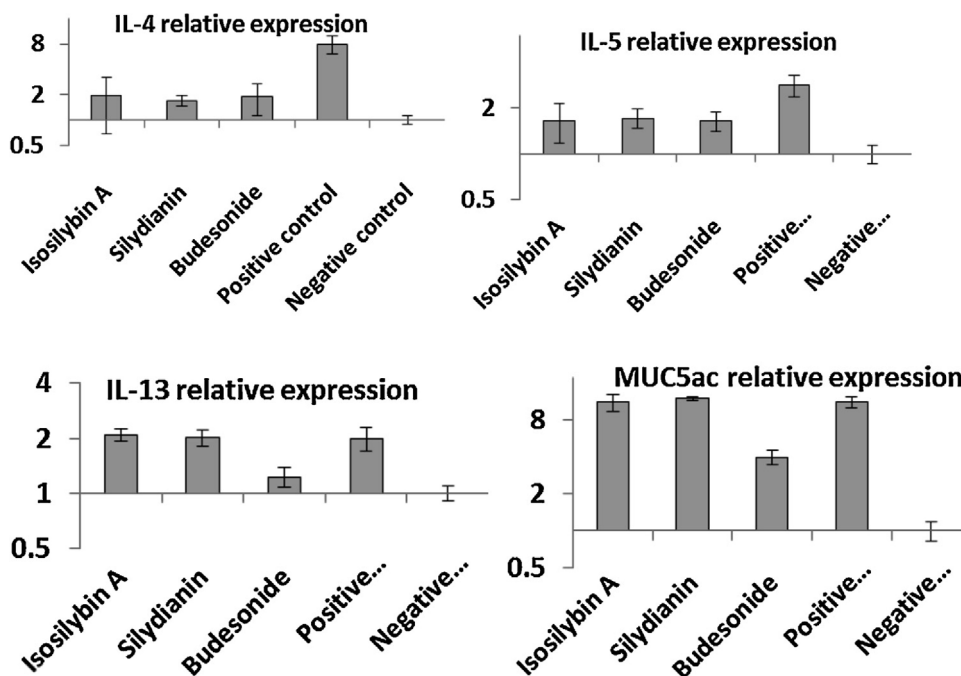 IL-4 relative expression
8
2
0.5
Isosilybin A
Silydianin
Budesonide
Positive control
Negative control
IL-5 relative expression
2
0.5
Isosilybin A
Silydianin
Budesonide
Positive...
Negative...
IL-13 relative expression
4
2
1
0.5
Isosilybin A
Silydianin
Budesonide
Positive...
Negative...
MUC5ac relative expression
8
2
0.5
Isosilybin A
Silydianin
Budesonide
Positive...
Negative...